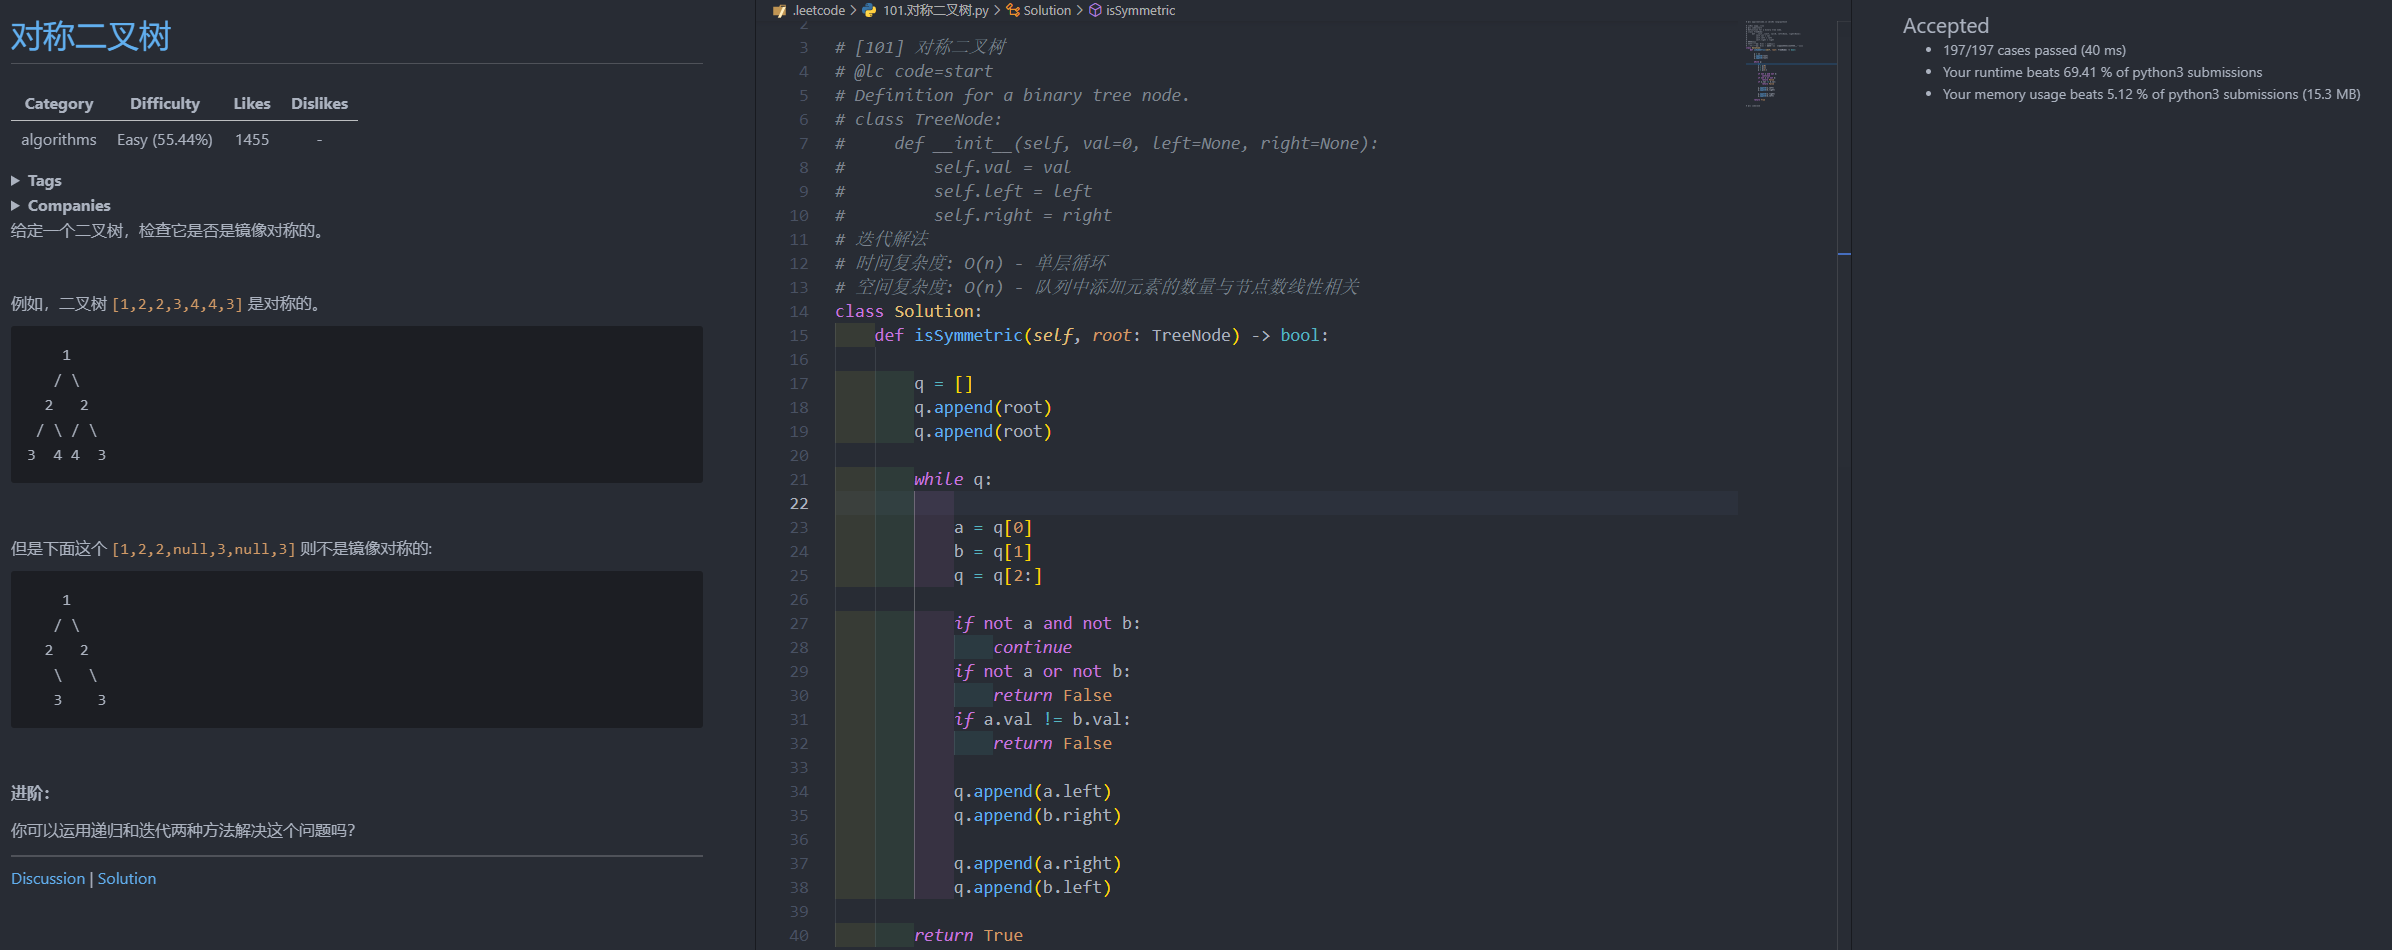 对称二叉树
Category Difficulty Likes Dislikes
algorithms Easy (55.44%) 1455 -
Tags
Companies
给定一个二叉树，检查它是否是镜像对称的。
例如，二叉树 [1,2,2,3,4,4,3] 是对称的。
    1
   / \
  2   2
 / \ / \
3  4 4  3
但是下面这个 [1,2,2,null,3,null,3] 则不是镜像对称的:
    1
   / \
  2   2
   \   \
   3    3
进阶：
你可以运用递归和迭代两种方法解决这个问题吗？
Discussion | Solution
.leetcode > 101.对称二叉树.py > Solution > isSymmetric
2
3 # [101] 对称二叉树
4 # @lc code=start
5 # Definition for a binary tree node.
6 # class TreeNode:
7 #     def __init__(self, val=0, left=None, right=None):
8 #         self.val = val
9 #         self.left = left
10 #         self.right = right
11 # 迭代解法
12 # 时间复杂度: O(n) - 单层循环
13 # 空间复杂度: O(n) - 队列中添加元素的数量与节点数线性相关
14 class Solution:
15     def isSymmetric(self, root: TreeNode) -> bool:
16
17         q = []
18         q.append(root)
19         q.append(root)
20
21         while q:
22
23             a = q[0]
24             b = q[1]
25             q = q[2:]
26
27             if not a and not b:
28                 continue
29             if not a or not b:
30                 return False
31             if a.val != b.val:
32                 return False
33
34             q.append(a.left)
35             q.append(b.right)
36
37             q.append(a.right)
38             q.append(b.left)
39
40         return True
Accepted
• 197/197 cases passed (40 ms)
• Your runtime beats 69.41 % of python3 submissions
• Your memory usage beats 5.12 % of python3 submissions (15.3 MB)